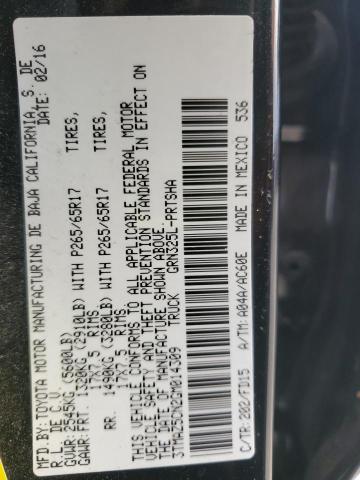 MFD.BY: TOYOTA MOTOR MANUFACTURING DE BAJA CALIFORNIA, S. DE
R.L. DE C.V. DATE: 02/16
GVWR: 2545KG (5600LB)
GAWR: FRT. 1320KG (2910LB) WITH P265/65R17 TIRES,
17X7.5 RIMS
RR. 1490KG (3280LB) WITH P265/65R17 TIRES,
17X7.5 RIMS.
THIS VEHICLE CONFORMS TO ALL APPLICABLE FEDERAL MOTOR
VEHICLE SAFETY AND THEFT PREVENTION STANDARDS IN EFFECT ON
THE DATE OF MANUFACTURE SHOWN ABOVE.
TRUCK GRN325L-PRTSHA
C/TR: 202/FD15 A/TM: A04A/AC60E MADE IN MEXICO 536